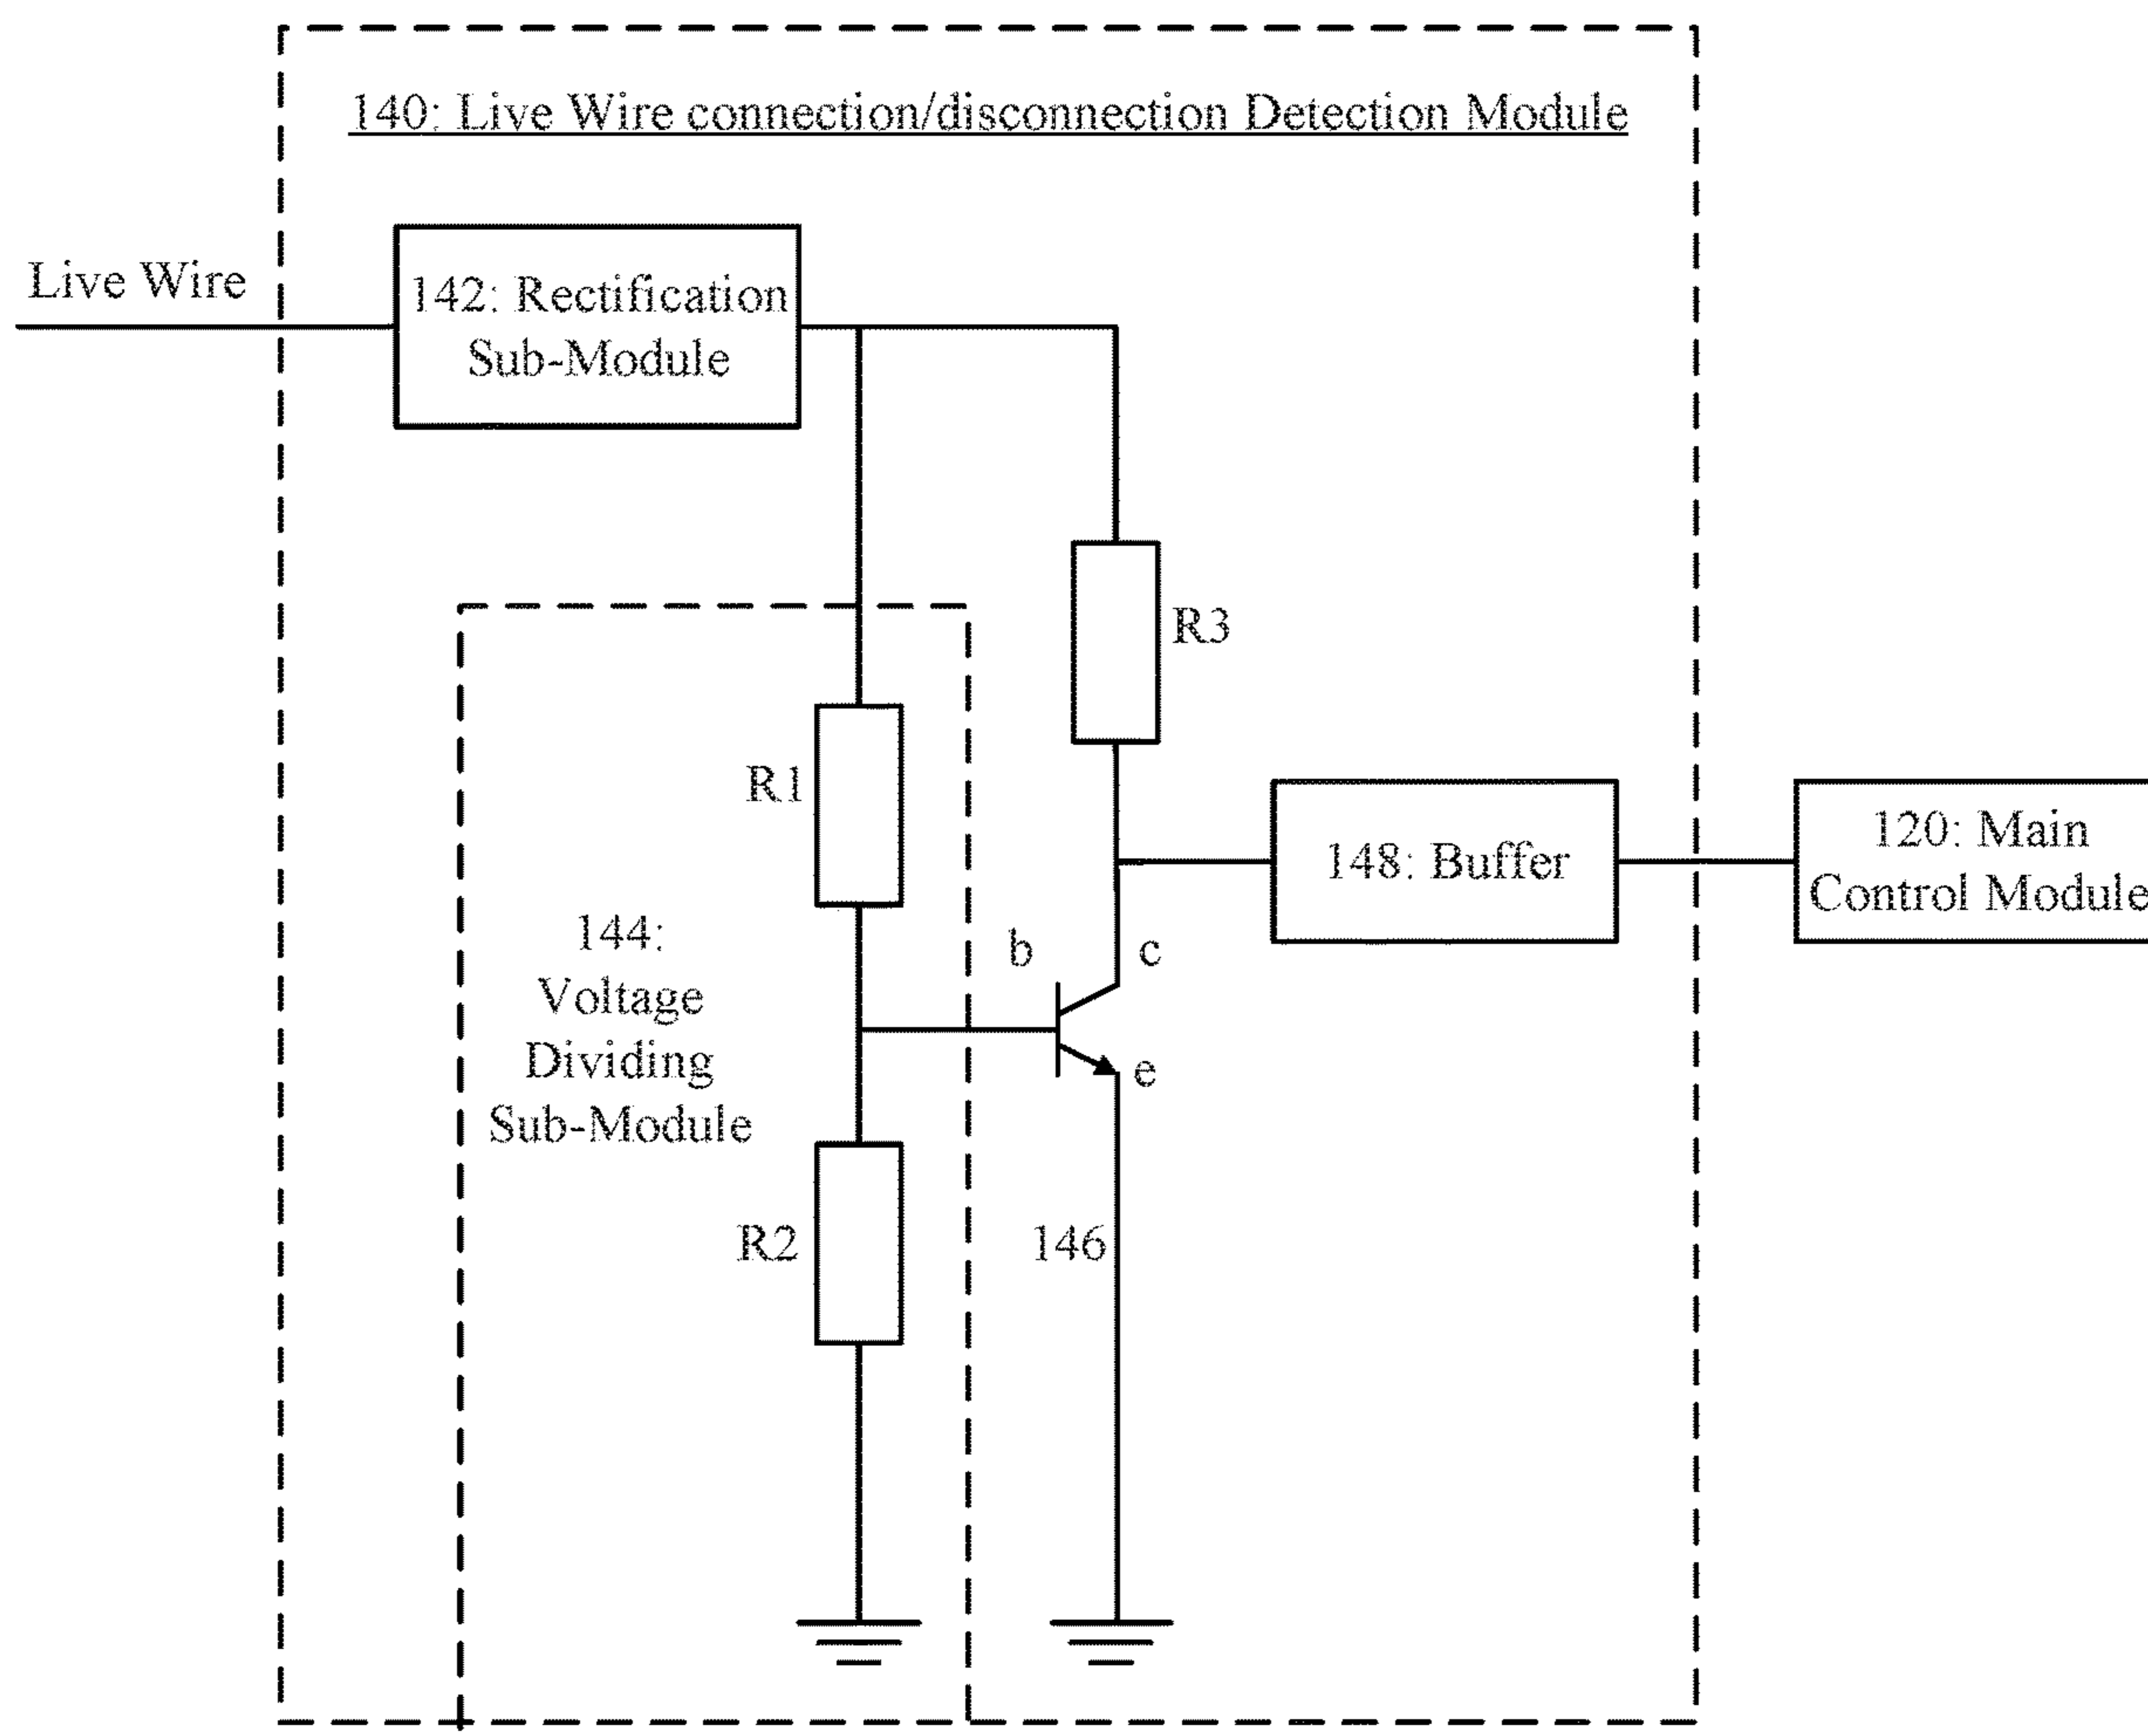 140: Live Wire connection/disconnection Detection Module
Live Wire
142: Rectification
Sub-Module
R3
R1
148: Buffer
120: Main
Control Module
144:
Voltage
Dividing
Sub-Module
b
c
e
R2
146